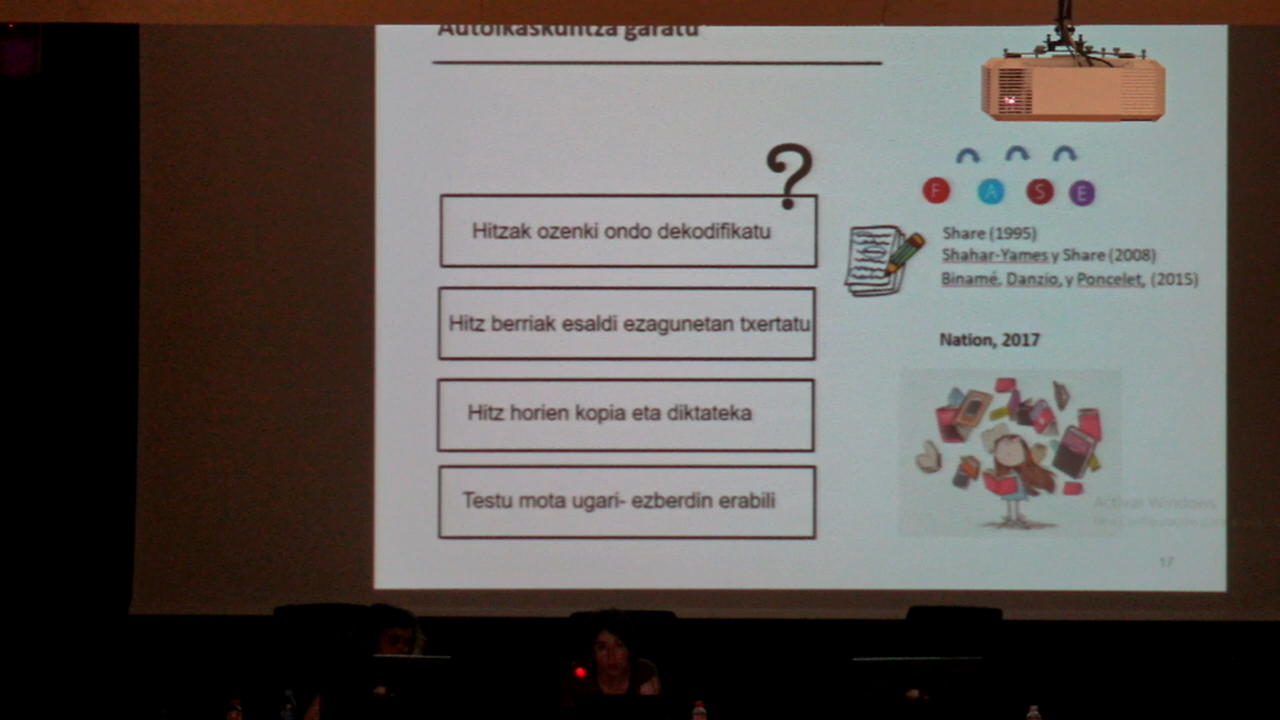 Autoikaskuntza garatu
?
F A S E
Hitzak ozenki ondo dekodifikatu
Share (1995)
Shahar-Yames y Share (2008)
Binamé, Danzio, y Poncelet, (2015)
Hitz berriak esaldi ezagunetan txertatu
Nation, 2017
Hitz horien kopia eta diktateka
Testu mota ugari- ezberdin erabili
Activar Windows
17